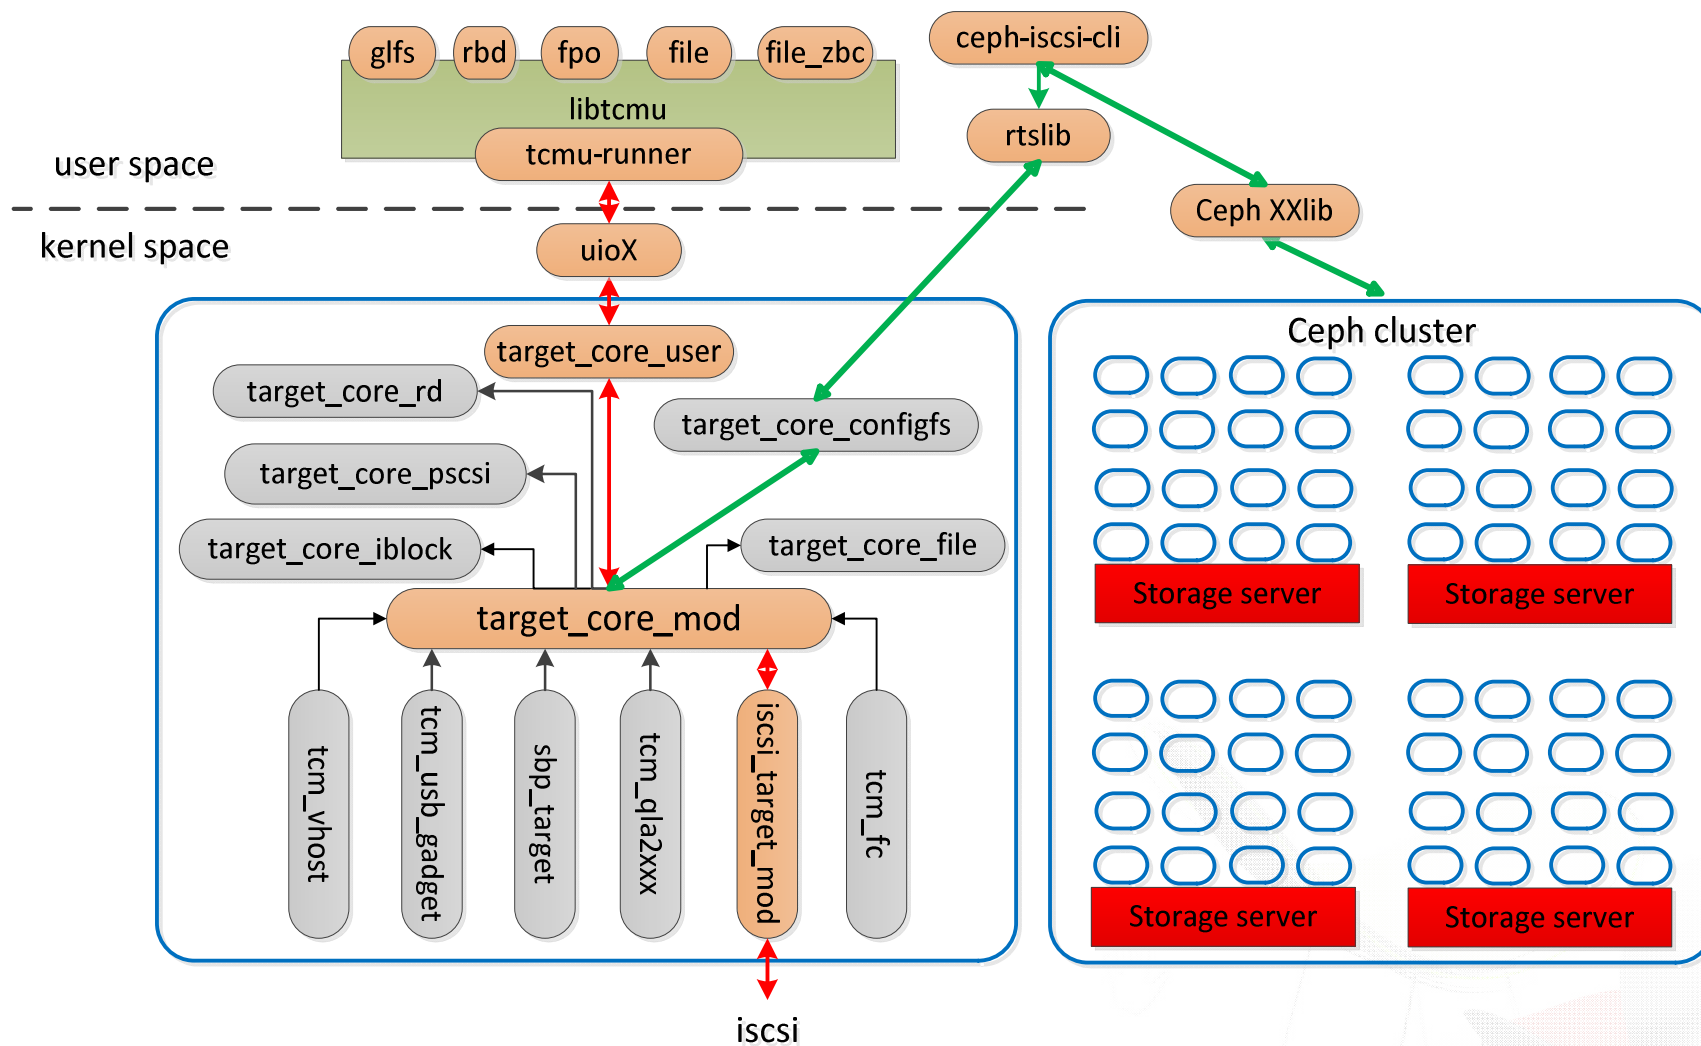 glfs
rbd
fpo
file
file_zbc
libtcmu
tcmu-runner
ceph-iscsi-cli
rtslib
Ceph XXlib
user space
kernel space
uioX
target_core_user
target_core_rd
target_core_configfs
target_core_pscsi
target_core_iblock
target_core_file
target_core_mod
tcm_vhost
tcm_usb_gadget
sbp_target
tcm_qla2xxx
iscsi_target_mod
tcm_fc
iscsi
Ceph cluster
Storage server
Storage server
Storage server
Storage server